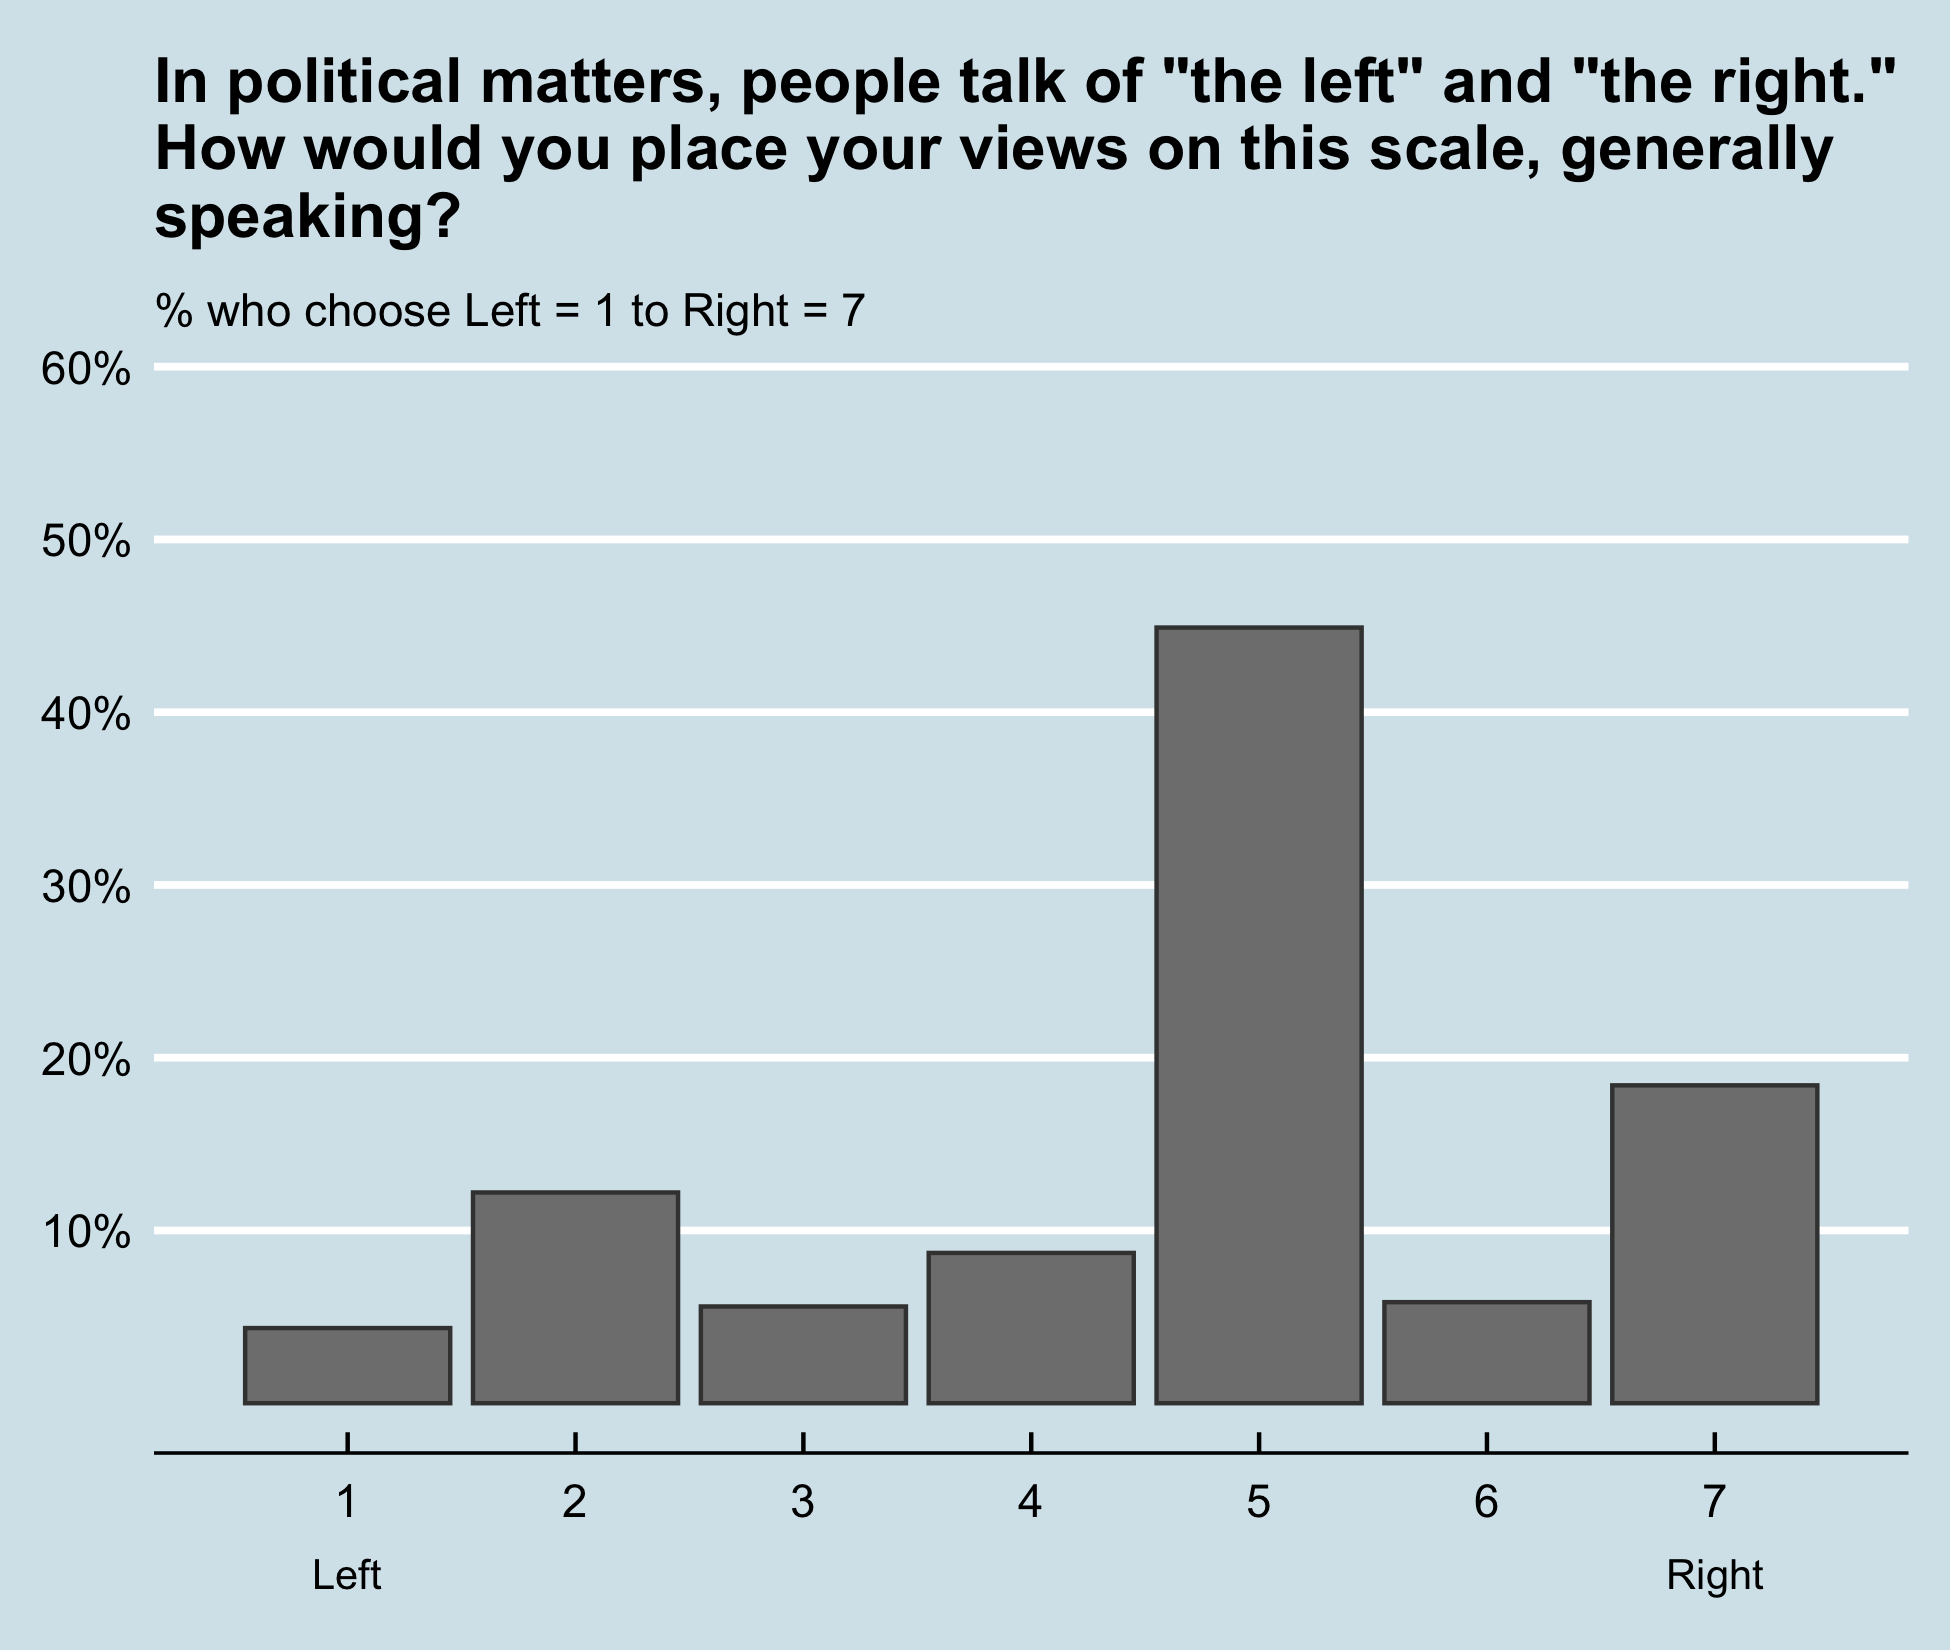 In political matters, people talk of "the left" and "the right."
How would you place your views on this scale, generally
speaking?
% who choose Left = 1 to Right = 7
60%
50%
40%
30%
20%
10%
1 2 3 4 5 6 7
Left Right